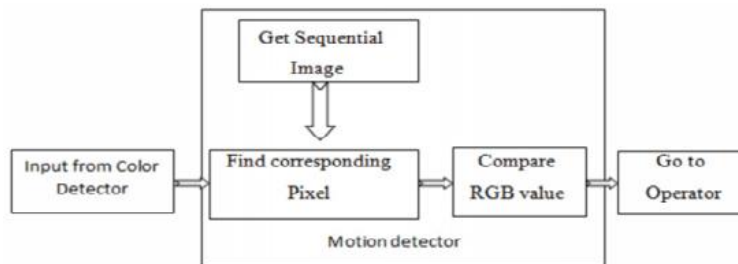 Get Sequential
Image
Input from Color
Detector
Find corresponding
Pixel
Compare
RGB value
Go to
Operator
Motion detector